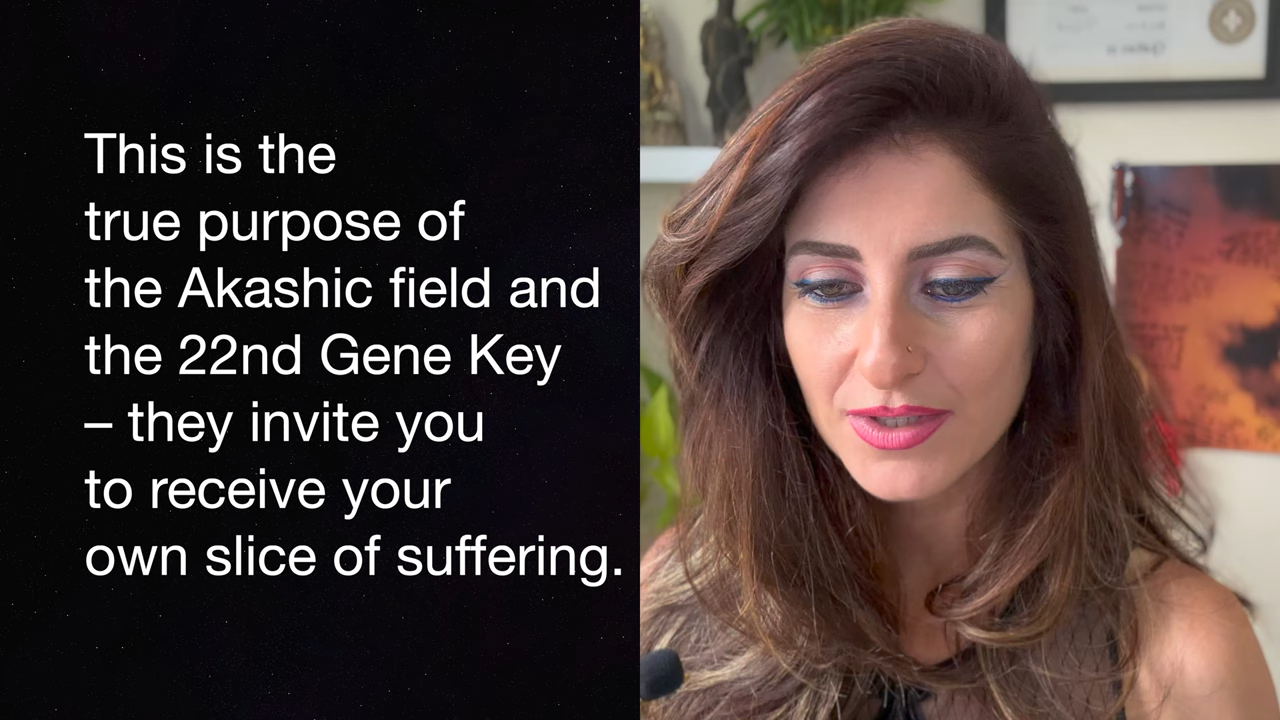 This is the
true purpose of
the Akashic field and
the 22nd Gene Key
– they invite you
to receive your
own slice of suffering.